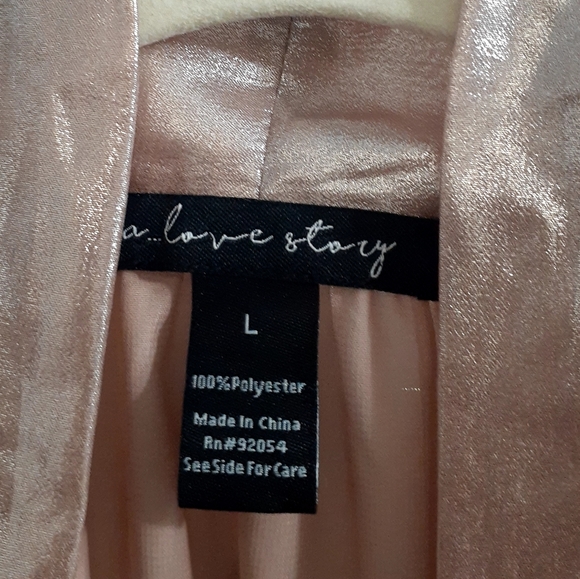 a...love story
L
100%Polyester
Made In China
Rn#92054
See Side For Care